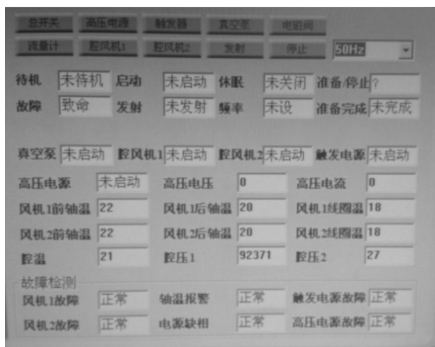 总开关 高压电源 触发器 真空泵 电磁阀
流量计 腔风机1 腔风机2 发射 停止 50Hz
待机 未待机 启动 未启动 休眠 未关闭 准备/停止 ?
故障 致命 发射 未发射 频率 未设 准备完成 未完成
真空泵 未启动 腔风机1 未启动 腔风机2 未启动 触发电源 未启动
高压电源 未启动 高压电压 0 高压电流 0
风机1前轴温 22 风机1后轴温 20 风机1线圈温 18
风机2前轴温 22 风机2后轴温 20 风机2线圈温 18
腔温 21 腔压1 92371 腔压2 27
故障检测
风机1故障 正常 轴温报警 正常 触发电源故障 正常
风机2故障 正常 电源缺相 正常 高压电源故障 正常